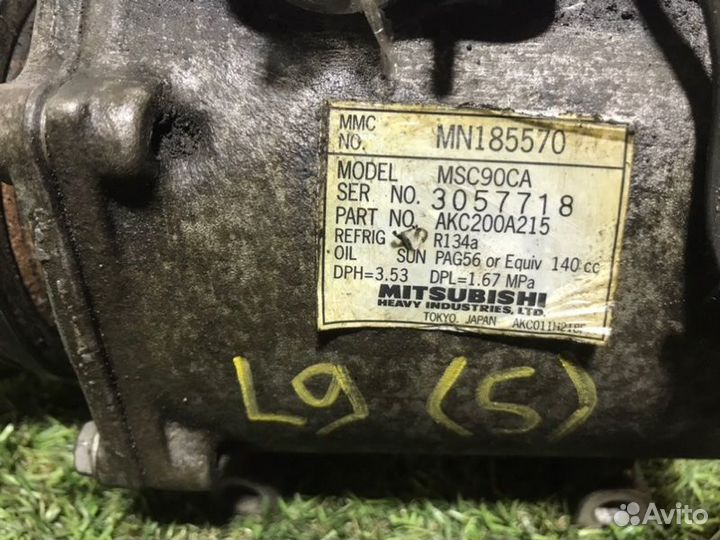 MMC NO. MN185570
MODEL MSC90CA
SER NO. 3057718
PART NO. AKC200A215
REFRIG R134a
OIL SUN PAG56 or Equiv 140 cc
DPH=3.53 DPL=1.67 MPa
MITSUBISHI
HEAVY INDUSTRIES, LTD.
TOKYO, JAPAN
L9 (5)
Avito